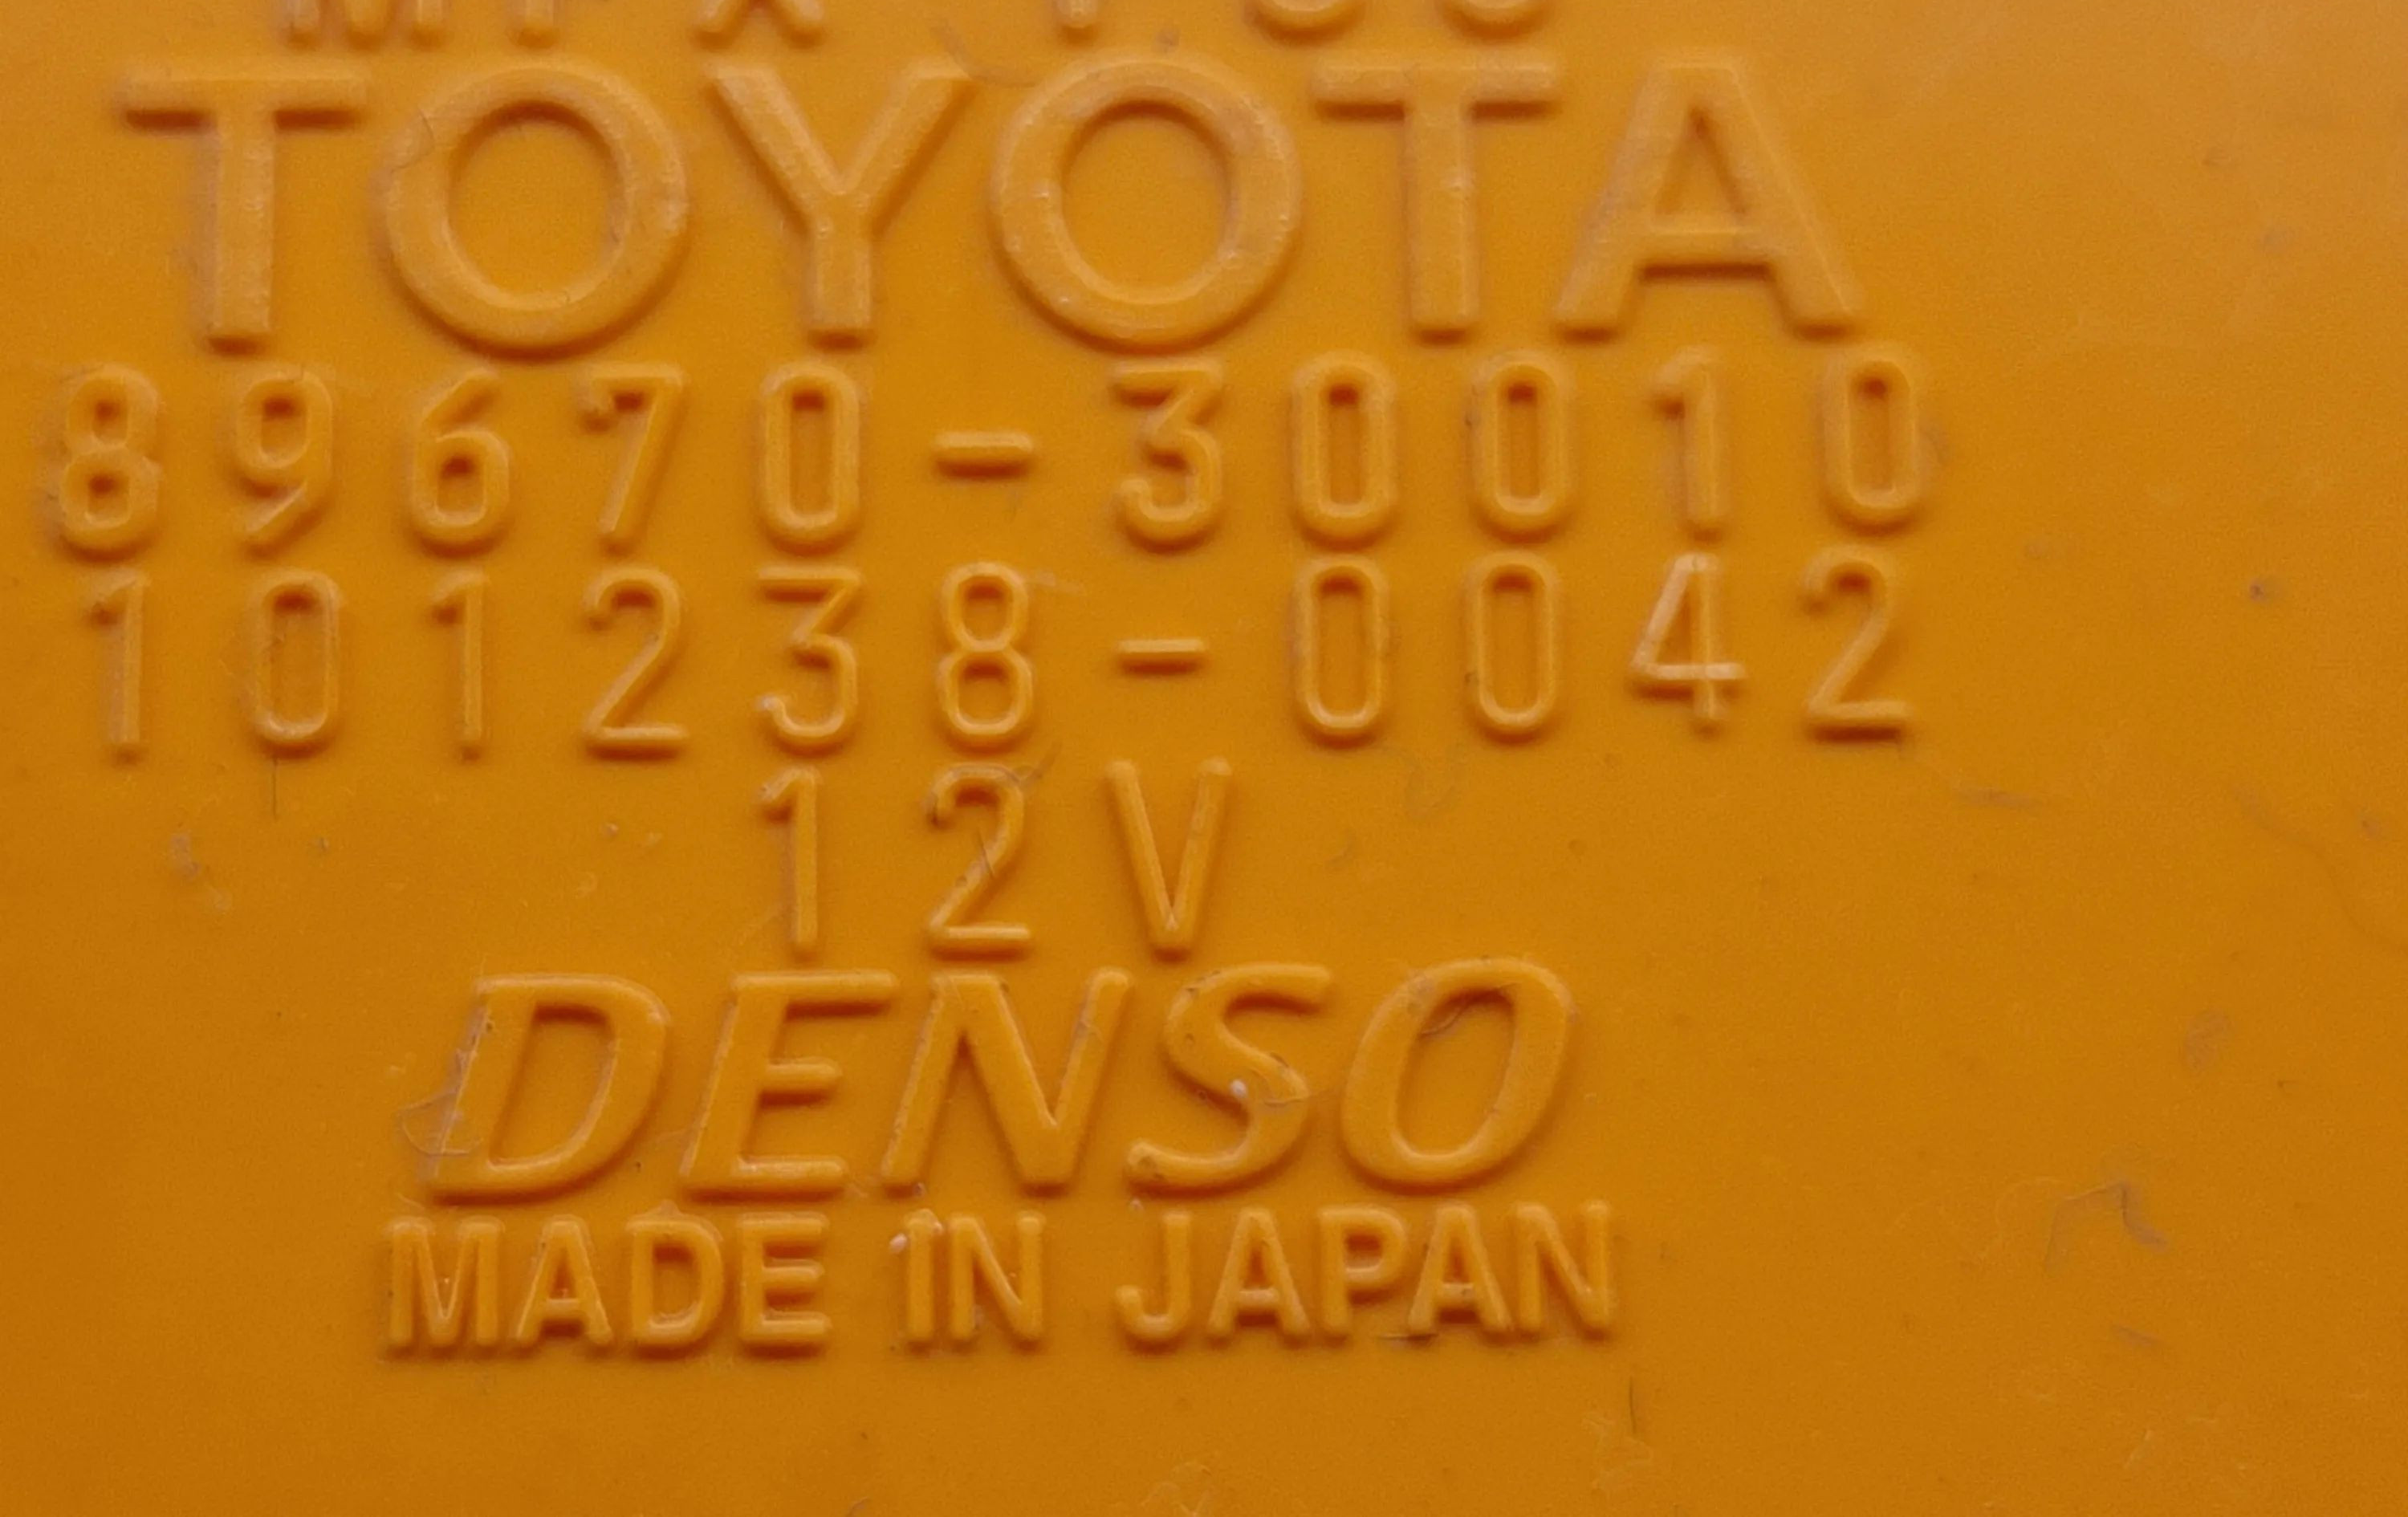 TOYOTA
89670-30010
101238-0042
12V
DENSO
MADE IN JAPAN